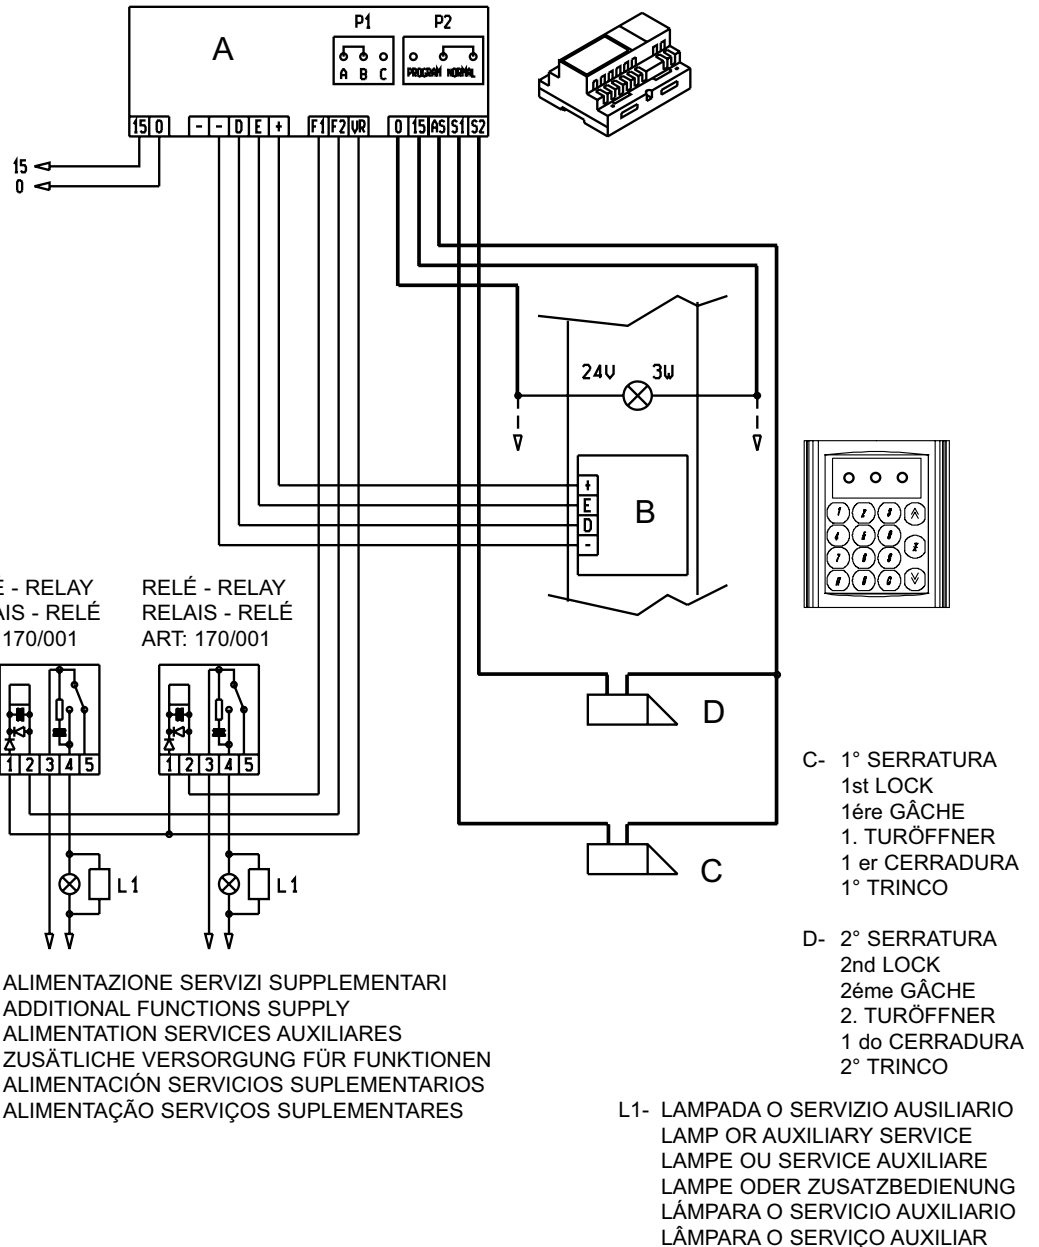 P1 P2
A
A B C PROGRAM NORMAL
15 0 - - D E + F1 F2 VR 0 15 AS S1 S2
15
0
24V 3W
+
E
D
-
B
É - RELAY
AIS - RELÉ
170/001
RELÉ - RELAY
RELAIS - RELÉ
ART: 170/001
1 2 3 4 5
1 2 3 4 5
L1
L1
D
C
C- 1° SERRATURA
1st LOCK
1ére GÂCHE
1. TURÖFFNER
1 er CERRADURA
1° TRINCO
D- 2° SERRATURA
2nd LOCK
2éme GÂCHE
2. TURÖFFNER
1 do CERRADURA
2° TRINCO
ALIMENTAZIONE SERVIZI SUPPLEMENTARI
ADDITIONAL FUNCTIONS SUPPLY
ALIMENTATION SERVICES AUXILIARES
ZUSÄTLICHE VERSORGUNG FÜR FUNKTIONEN
ALIMENTACIÓN SERVICIOS SUPLEMENTARIOS
ALIMENTAÇÃO SERVIÇOS SUPLEMENTARES
L1- LAMPADA O SERVIZIO AUSILIARIO
LAMP OR AUXILIARY SERVICE
LAMPE OU SERVICE AUXILIARE
LAMPE ODER ZUSATZBEDIENUNG
LÁMPARA O SERVICIO AUXILIARIO
LÂMPARA O SERVIÇO AUXILIAR